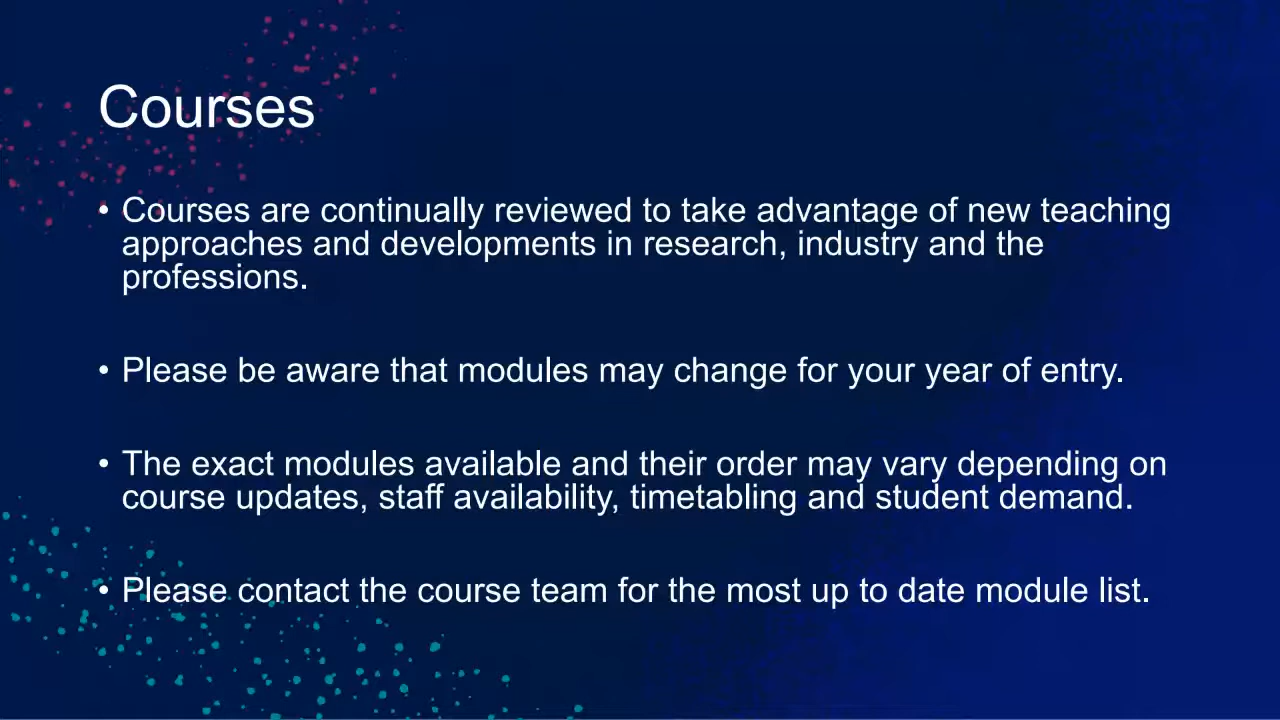 Courses
• Courses are continually reviewed to take advantage of new teaching
approaches and developments in research, industry and the
professions.
• Please be aware that modules may change for your year of entry.
• The exact modules available and their order may vary depending on
course updates, staff availability, timetabling and student demand.
• Please contact the course team for the most up to date module list.